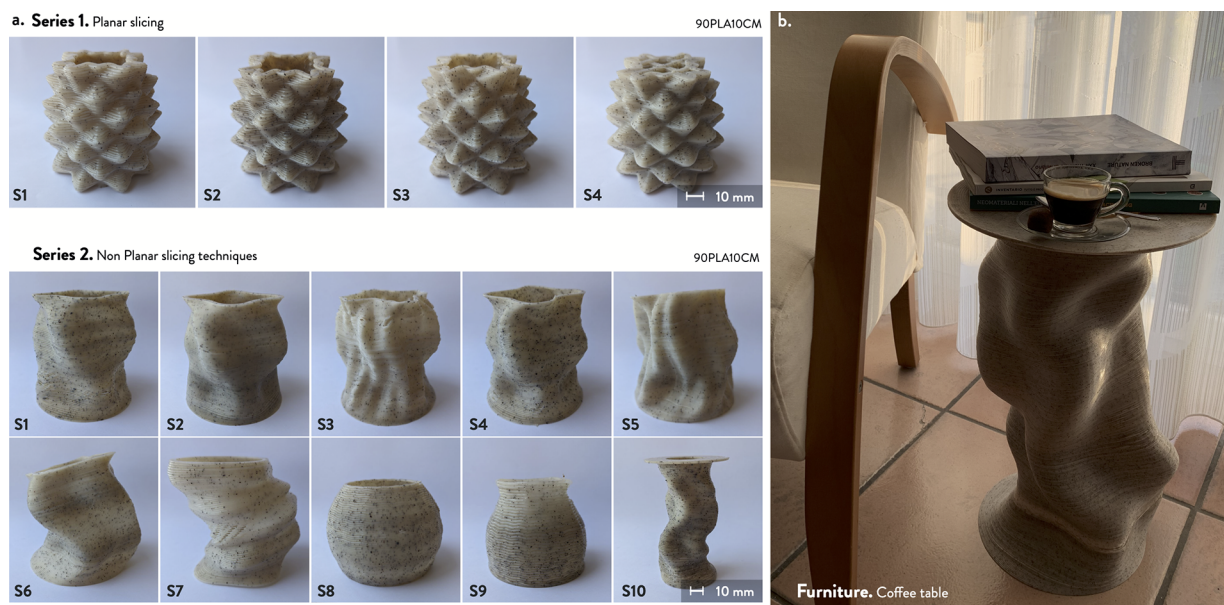 a. Series 1. Planar slicing
90PLA10CM
S1
S2
S3
S4
10 mm
Series 2. Non Planar slicing techniques
90PLA10CM
S1
S2
S3
S4
S5
S6
S7
S8
S9
S10
10 mm
b.
Furniture. Coffee table